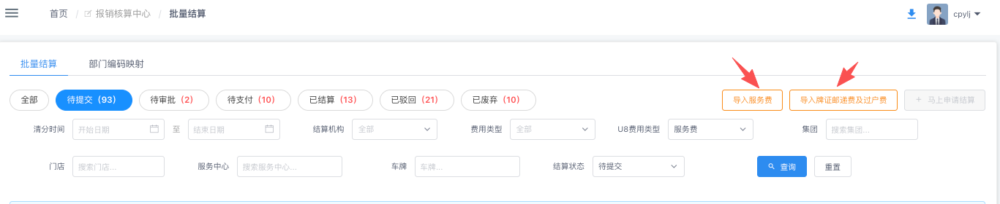 首页 / 报销核算中心 / 批量结算 cpylj
批量结算 部门编码映射
全部 待提交（93） 待审批（2） 待支付（10） 已结算（13） 已驳回（21） 已废弃（10） 导入服务费 导入牌证邮递费及过户费 + 马上申请结算
清分时间 开始日期 至 结束日期 结算机构 全部 费用类型 全部 U8费用类型 服务费 集团 搜索集团...
门店 搜索门店... 服务中心 搜索服务中心... 车牌 车牌... 结算状态 待提交 查询 重置